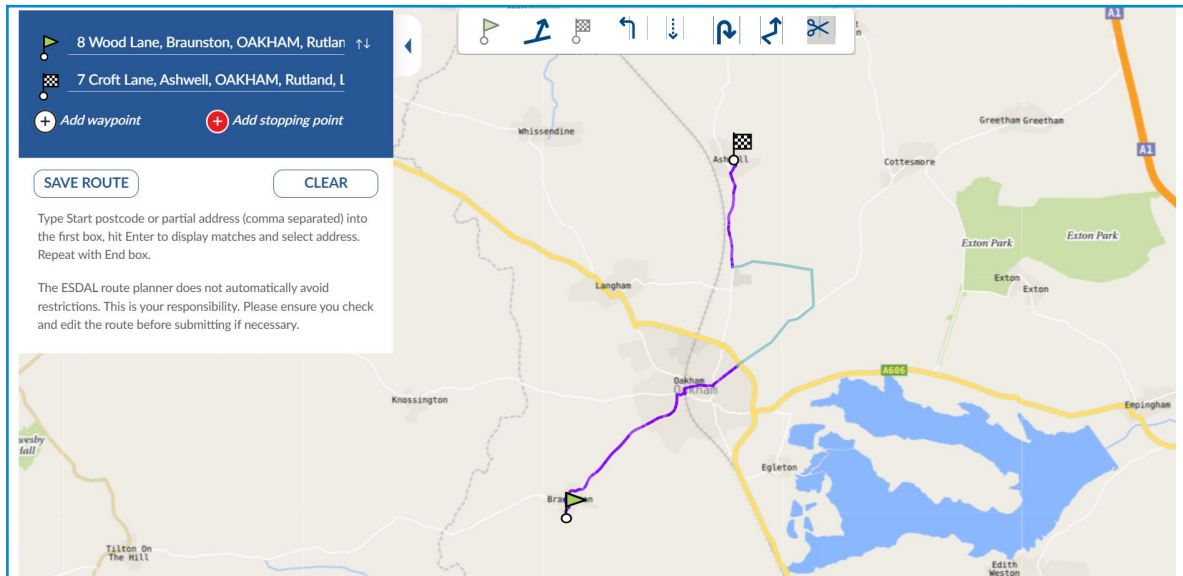 8 Wood Lane, Braunston, OAKHAM, Rutlan
7 Croft Lane, Ashwell, OAKHAM, Rutland, L
Add waypoint
Add stopping point
SAVE ROUTE
CLEAR
Type Start postcode or partial address (comma separated) into
the first box, hit Enter to display matches and select address.
Repeat with End box.
The ESDAL route planner does not automatically avoid
restrictions. This is your responsibility. Please ensure you check
and edit the route before submitting if necessary.
A1
Whissendine
Greetham Greetham
A1
Cottesmore
Exton Park
Exton Park
Langham
Exton
Exton
Oakham
Oakham
A606
Knossington
Empingham
Egleton
Tilton On
The Hill
Edith
Weston